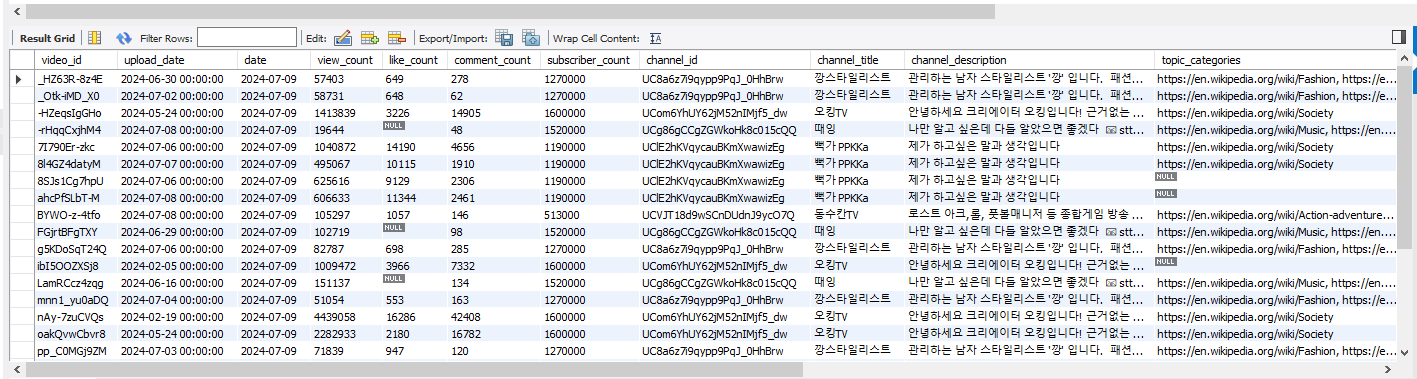 Result Grid Filter Rows: Edit: Export/Import: Wrap Cell Content:
video_id upload_date date view_count like_count comment_count subscriber_count channel_id channel_title channel_description topic_categories
_HZ63R-8z4E 2024-06-30 00:00:00 2024-07-09 57403 649 278 1270000 UC8a6z7i9qypp9PqJ_0HhBrw 깡스타일리스트 관리하는 남자 스타일리스트 '깡' 입니다. 패션... https://en.wikipedia.org/wiki/Fashion, https://e...
_Otk-iMD_X0 2024-07-02 00:00:00 2024-07-09 58731 648 62 1270000 UC8a6z7i9qypp9PqJ_0HhBrw 깡스타일리스트 관리하는 남자 스타일리스트 '깡' 입니다. 패션... https://en.wikipedia.org/wiki/Fashion, https://e...
-HZeqsIgGHo 2024-05-24 00:00:00 2024-07-09 1413839 3226 14905 1600000 UCom6YhUY62jM52nIMjf5_dw 오킹TV 안녕하세요 크리에이터 오킹입니다! 근거없는 ... https://en.wikipedia.org/wiki/Society
-rHqqCxjhM4 2024-07-08 00:00:00 2024-07-09 19644 NULL 48 1520000 UCg86gCCgZGWkoHk8c015cQQ 때잉 나만 알고 싶은데 다들 알았으면 좋겠다 ✉ stt... https://en.wikipedia.org/wiki/Music, https://en....
7I790Er-zkc 2024-07-06 00:00:00 2024-07-09 1040872 14190 4656 1190000 UClE2hKVqycauBKmXwawizEg 뻑가 PPKKa 제가 하고싶은 말과 생각입니다 https://en.wikipedia.org/wiki/Society
8l4GZ4datyM 2024-07-07 00:00:00 2024-07-09 495067 10115 1910 1190000 UClE2hKVqycauBKmXwawizEg 뻑가 PPKKa 제가 하고싶은 말과 생각입니다 https://en.wikipedia.org/wiki/Society
8SJs1Cg7hpU 2024-07-06 00:00:00 2024-07-09 625616 9129 2306 1190000 UClE2hKVqycauBKmXwawizEg 뻑가 PPKKa 제가 하고싶은 말과 생각입니다 NULL
ahcPfSLbT-M 2024-07-06 00:00:00 2024-07-09 606633 11344 2461 1190000 UClE2hKVqycauBKmXwawizEg 뻑가 PPKKa 제가 하고싶은 말과 생각입니다 NULL
BYWO-z-4tfo 2024-07-08 00:00:00 2024-07-09 105297 1057 146 513000 UCVJT18d9wSCnDUdnJ9ycO7Q 동수칸TV 로스트 아크,롤, 풋볼매니저 등 종합게임 방송 ... https://en.wikipedia.org/wiki/Action-adventure...
FGjrtBFgTXY 2024-06-29 00:00:00 2024-07-09 102719 NULL 98 1520000 UCg86gCCgZGWkoHk8c015cQQ 때잉 나만 알고 싶은데 다들 알았으면 좋겠다 ✉ stt... https://en.wikipedia.org/wiki/Music, https://en....
g5KDoSqT24Q 2024-07-06 00:00:00 2024-07-09 82787 698 285 1270000 UC8a6z7i9qypp9PqJ_0HhBrw 깡스타일리스트 관리하는 남자 스타일리스트 '깡' 입니다. 패션... https://en.wikipedia.org/wiki/Fashion, https://e...
ibI5OOZXSj8 2024-02-05 00:00:00 2024-07-09 1009472 3966 7332 1600000 UCom6YhUY62jM52nIMjf5_dw 오킹TV 안녕하세요 크리에이터 오킹입니다! 근거없는 ... NULL
LamRCcz4zqg 2024-06-16 00:00:00 2024-07-09 151137 NULL 134 1520000 UCg86gCCgZGWkoHk8c015cQQ 때잉 나만 알고 싶은데 다들 알았으면 좋겠다 ✉ stt... https://en.wikipedia.org/wiki/Music, https://en....
mnn1_yu0aDQ 2024-07-04 00:00:00 2024-07-09 51054 553 163 1270000 UC8a6z7i9qypp9PqJ_0HhBrw 깡스타일리스트 관리하는 남자 스타일리스트 '깡' 입니다. 패션... https://en.wikipedia.org/wiki/Fashion, https://e...
nAy-7zuCVQs 2024-02-19 00:00:00 2024-07-09 4439058 16286 42408 1600000 UCom6YhUY62jM52nIMjf5_dw 오킹TV 안녕하세요 크리에이터 오킹입니다! 근거없는 ... https://en.wikipedia.org/wiki/Society
oakQvwCbvr8 2024-05-24 00:00:00 2024-07-09 2282933 2180 16782 1600000 UCom6YhUY62jM52nIMjf5_dw 오킹TV 안녕하세요 크리에이터 오킹입니다! 근거없는 ... https://en.wikipedia.org/wiki/Society
pp_C0MGj9ZM 2024-07-03 00:00:00 2024-07-09 71839 947 120 1270000 UC8a6z7i9qypp9PqJ_0HhBrw 깡스타일리스트 관리하는 남자 스타일리스트 '깡' 입니다. 패션... https://en.wikipedia.org/wiki/Fashion, https://e...